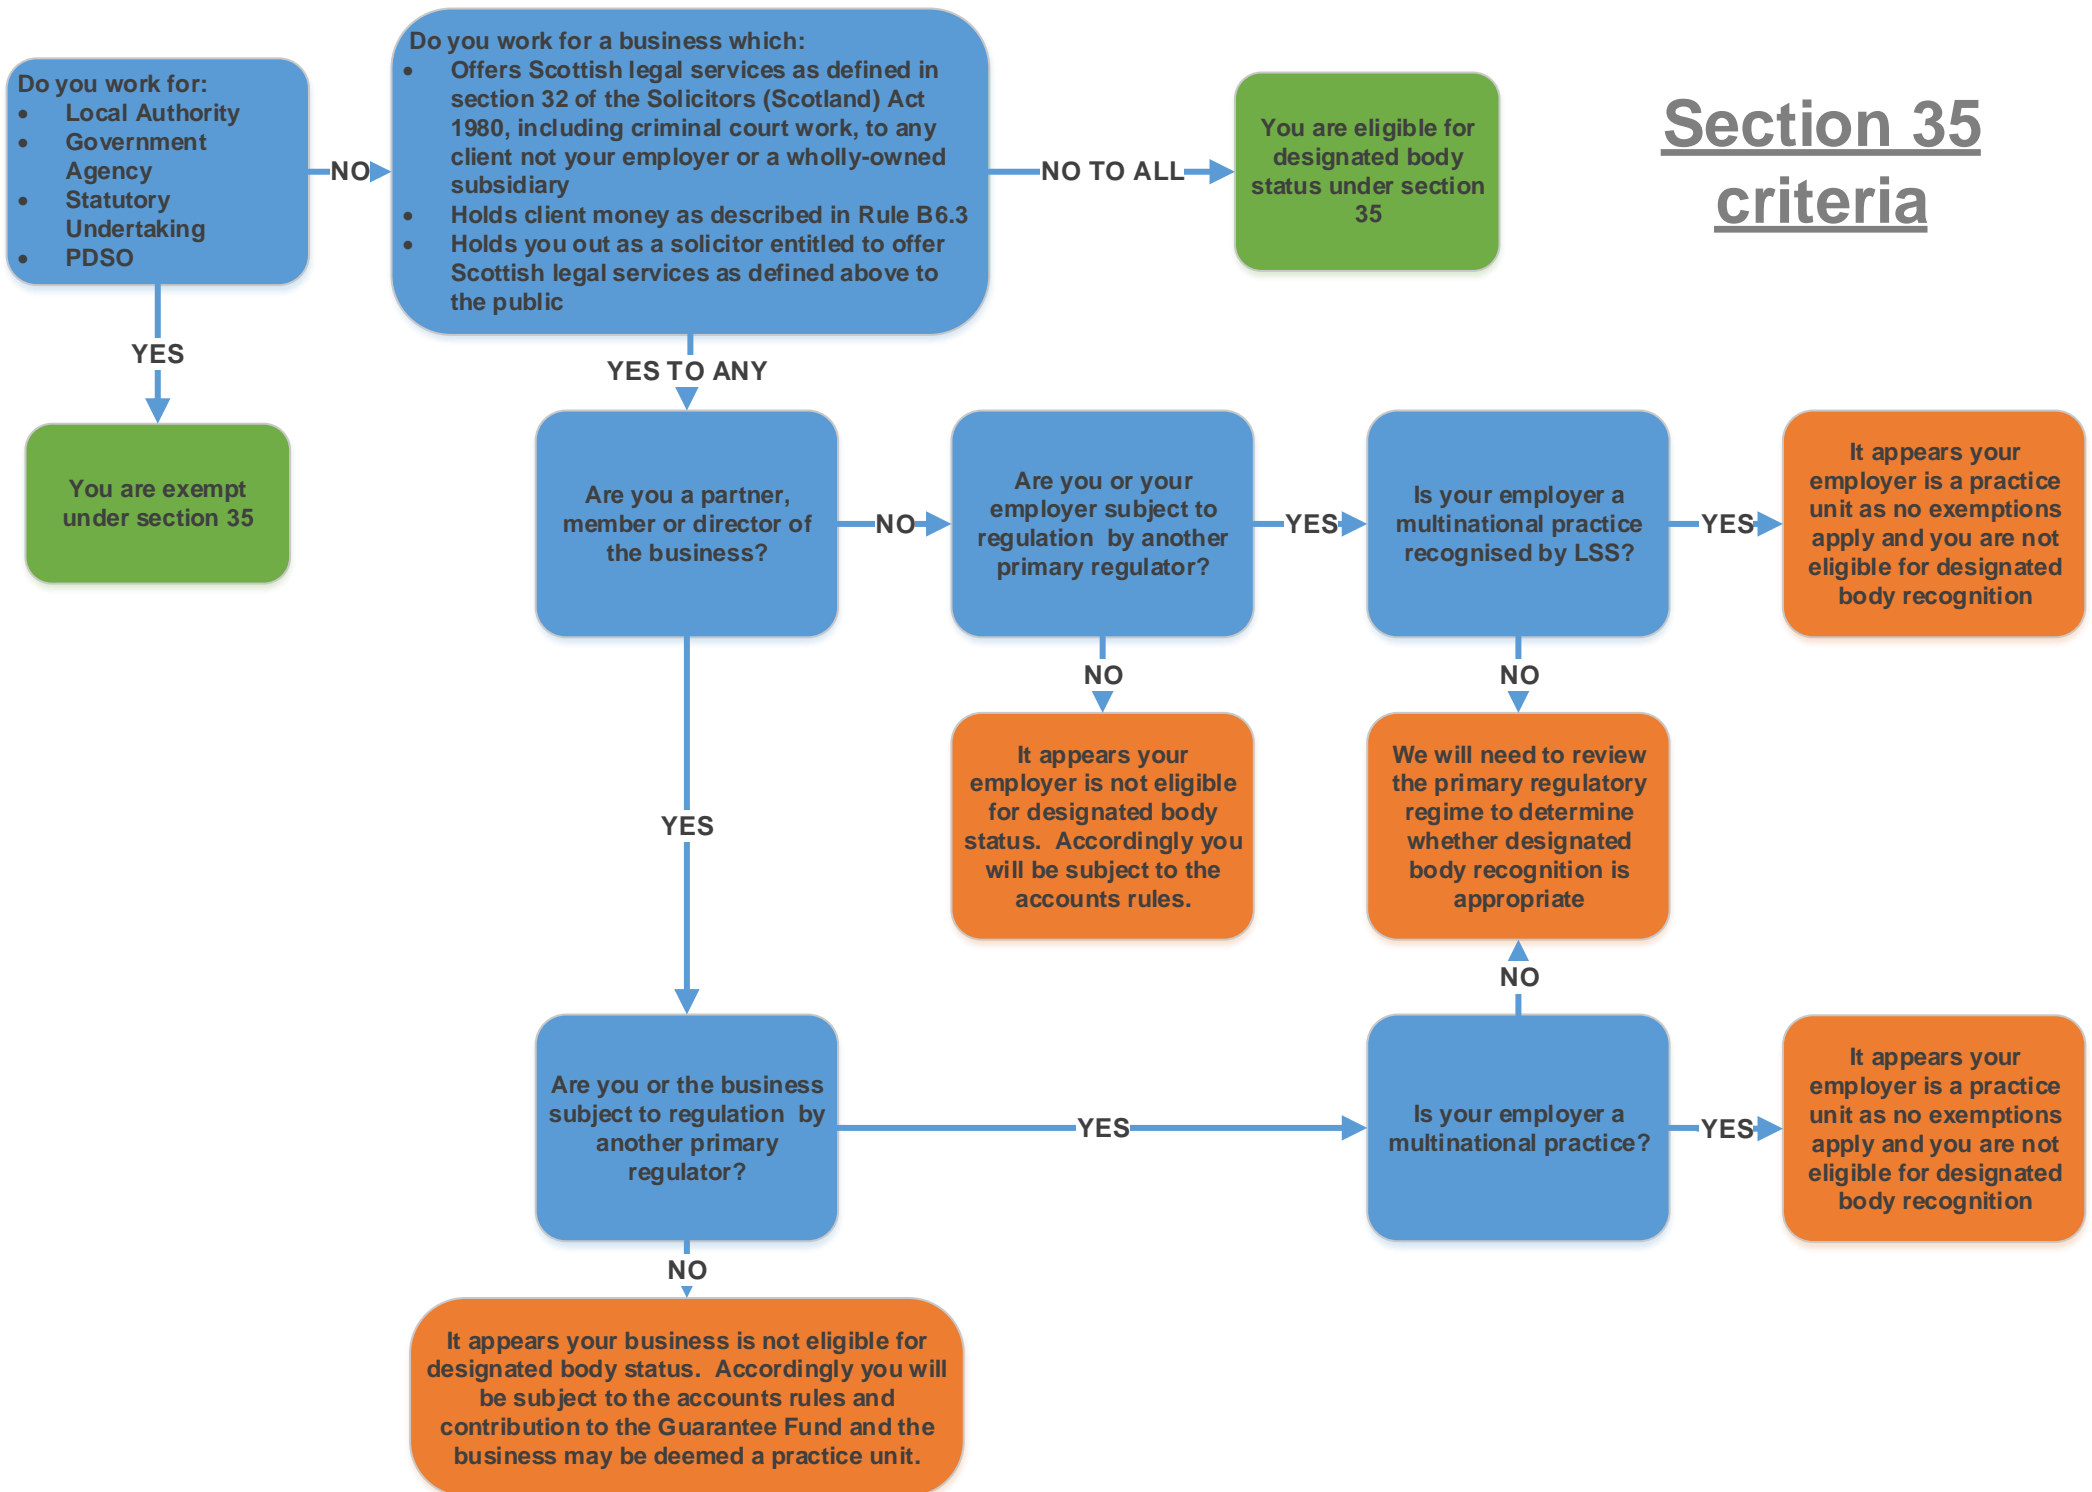 Section 35
criteria
Do you work for:
• Local Authority
• Government
Agency
• Statutory
Undertaking
• PDSO
NO
Do you work for a business which:
• Offers Scottish legal services as defined in
section 32 of the Solicitors (Scotland) Act
1980, including criminal court work, to any
client not your employer or a wholly-owned
subsidiary
• Holds client money as described in Rule B6.3
• Holds you out as a solicitor entitled to offer
Scottish legal services as defined above to
the public
NO TO ALL
You are eligible for
designated body
status under section
35
YES
You are exempt
under section 35
YES TO ANY
Are you a partner,
member or director of
the business?
NO
Are you or your
employer subject to
regulation by another
primary regulator?
YES
Is your employer a
multinational practice
recognised by LSS?
YES
It appears your
employer is a practice
unit as no exemptions
apply and you are not
eligible for designated
body recognition
NO
It appears your
employer is not eligible
for designated body
status. Accordingly you
will be subject to the
accounts rules.
NO
We will need to review
the primary regulatory
regime to determine
whether designated
body recognition is
appropriate
YES
NO
Are you or the business
subject to regulation by
another primary
regulator?
YES
Is your employer a
multinational practice?
YES
It appears your
employer is a practice
unit as no exemptions
apply and you are not
eligible for designated
body recognition
NO
It appears your business is not eligible for
designated body status. Accordingly you will
be subject to the accounts rules and
contribution to the Guarantee Fund and the
business may be deemed a practice unit.